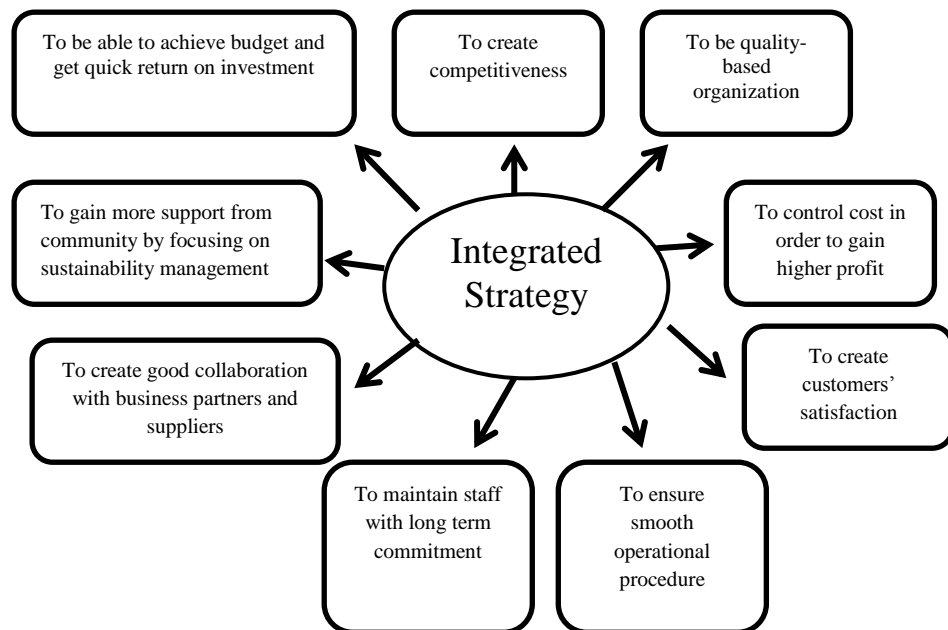 To be able to achieve budget and
get quick return on investment
To create
competitiveness
To be quality-
based
organization
To gain more support from
community by focusing on
sustainability management
Integrated
Strategy
To control cost in
order to gain
higher profit
To create good collaboration
with business partners and
suppliers
To create
customers’
satisfaction
To maintain staff
with long term
commitment
To ensure
smooth
operational
procedure